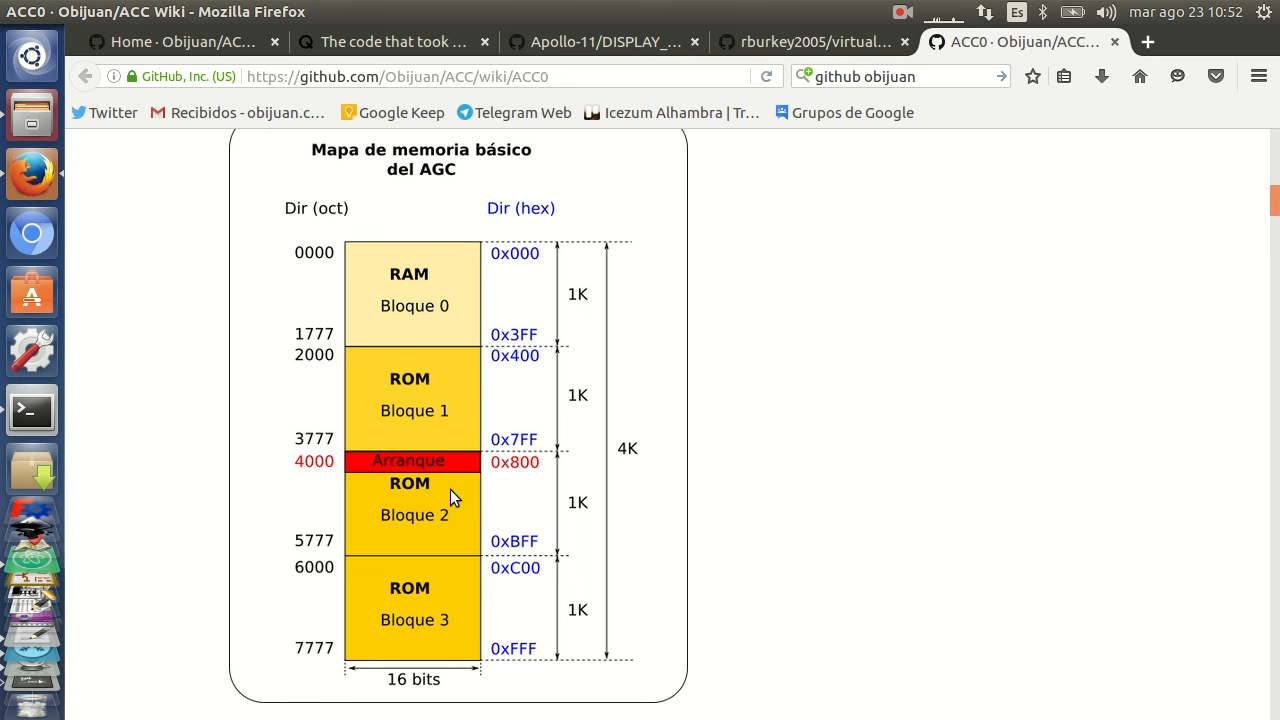 ACC0 · Obijuan/ACC Wiki - Mozilla Firefox
Es
mar ago 23 10:52
Home · Obijuan/AC... ×
The code that took ... ×
Apollo-11/DISPLAY_... ×
rburkey2005/virtual... ×
ACC0 · Obijuan/ACC... ×
GitHub, Inc. (US)
https://github.com/Obijuan/ACC/wiki/ACC0
github obijuan
Twitter
Recibidos - obijuan.c...
Google Keep
Telegram Web
Icezum Alhambra | Tr...
Grupos de Google
Mapa de memoria básico
del AGC
Dir (oct) Dir (hex)
0000 0x000
RAM
1K
Bloque 0
1777 0x3FF
2000 0x400
ROM
1K
Bloque 1
3777 0x7FF
4K
4000 Arranque 0x800
ROM
1K
Bloque 2
5777 0xBFF
6000 0xC00
ROM
1K
Bloque 3
7777 0xFFF
16 bits